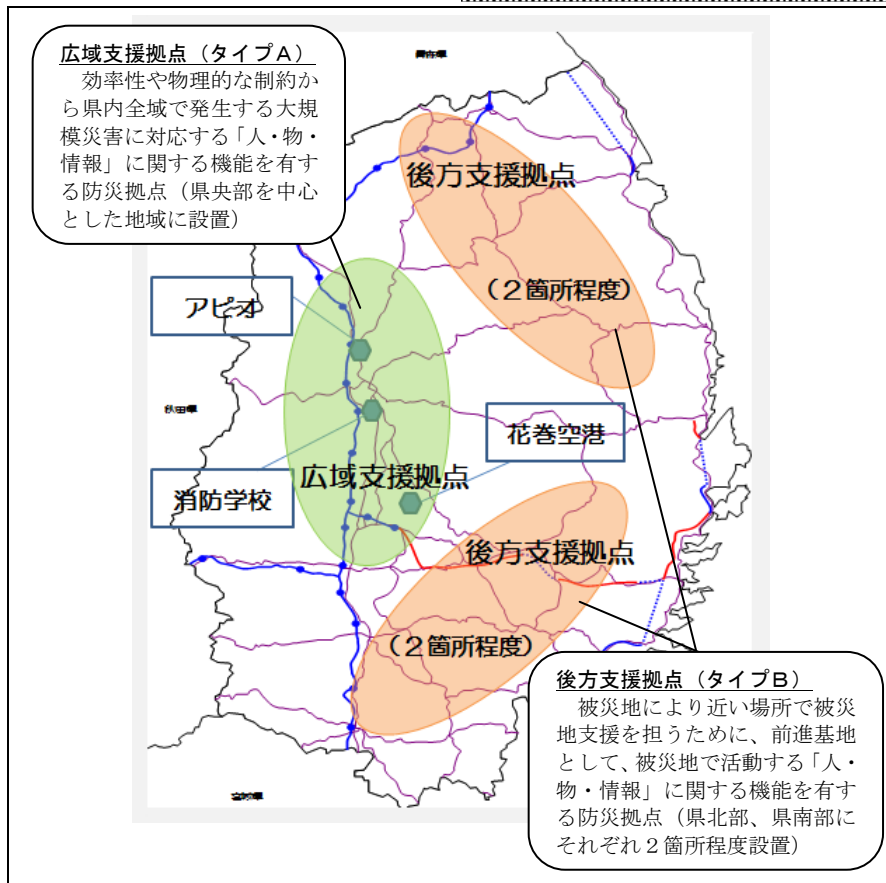 広域支援拠点（タイプＡ）
効率性や物理的な制約か
ら県内全域で発生する大規
模災害に対応する「人・物・
情報」に関する機能を有す
る防災拠点（県央部を中心
とした地域に設置）
青森県
後方支援拠点
（２箇所程度）
アピオ
秋田県
花巻空港
消防学校
広域支援拠点
後方支援拠点
（２箇所程度）
後方支援拠点（タイプＢ）
被災地により近い場所で被災
地支援を担うために、前進基地
として、被災地で活動する「人・
物・情報」に関する機能を有す
る防災拠点（県北部、県南部に
それぞれ２箇所程度設置）
宮城県